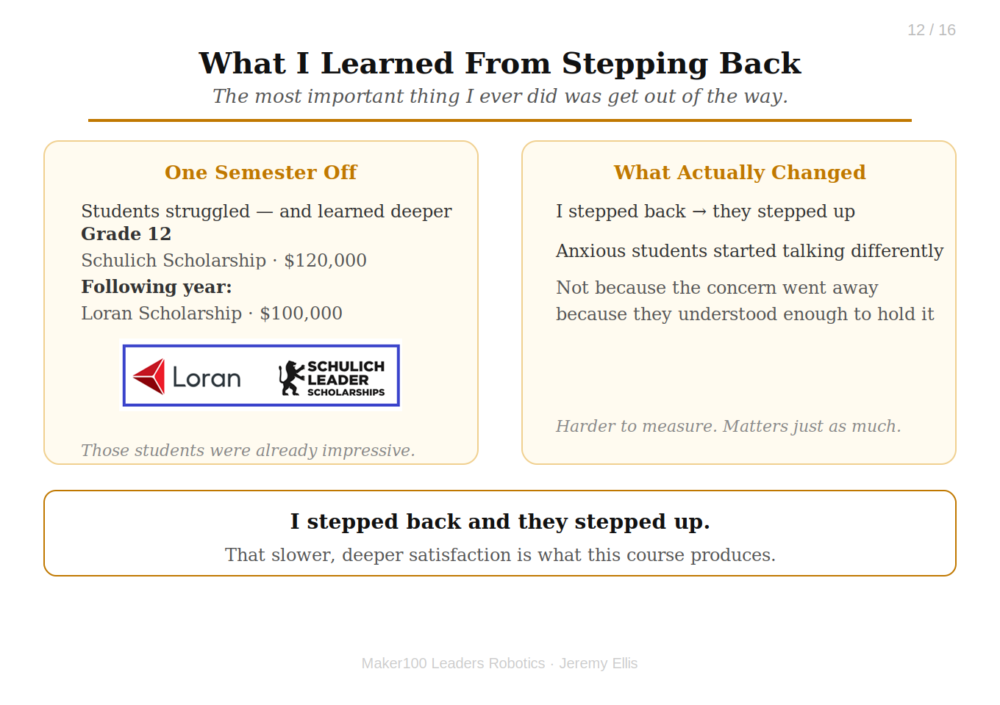 12 / 16
What I Learned From Stepping Back
The most important thing I ever did was get out of the way.
One Semester Off
Students struggled — and learned deeper
Grade 12
Schulich Scholarship · $120,000
Following year:
Loran Scholarship · $100,000
Loran
SCHULICH
LEADER
SCHOLARSHIPS
Those students were already impressive.
What Actually Changed
I stepped back → they stepped up
Anxious students started talking differently
Not because the concern went away
because they understood enough to hold it
Harder to measure. Matters just as much.
I stepped back and they stepped up.
That slower, deeper satisfaction is what this course produces.
Maker100 Leaders Robotics · Jeremy Ellis